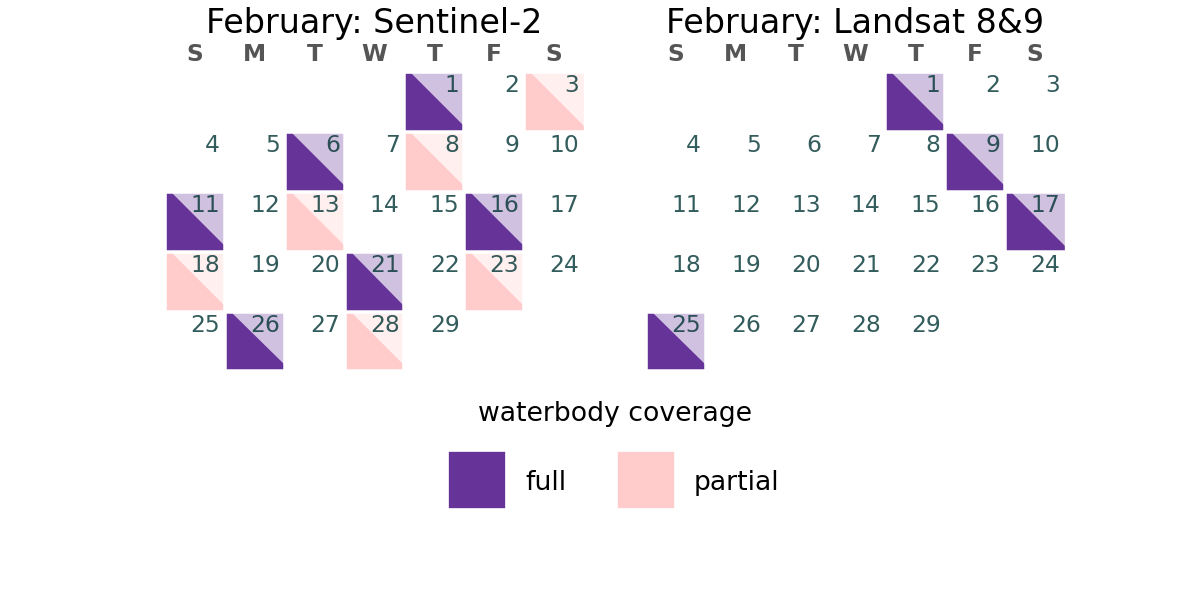 February: Sentinel-2
S M T W T F S
1 2 3
4 5 6 7 8 9 10
11 12 13 14 15 16 17
18 19 20 21 22 23 24
25 26 27 28 29
February: Landsat 8&9
S M T W T F S
1 2 3
4 5 6 7 8 9 10
11 12 13 14 15 16 17
18 19 20 21 22 23 24
25 26 27 28 29
waterbody coverage
full partial